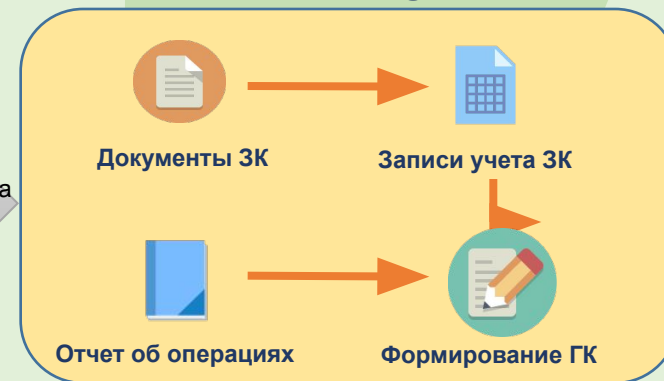 Документы ЗК
Записи учета ЗК
а
Отчет об операциях
Формирование ГК